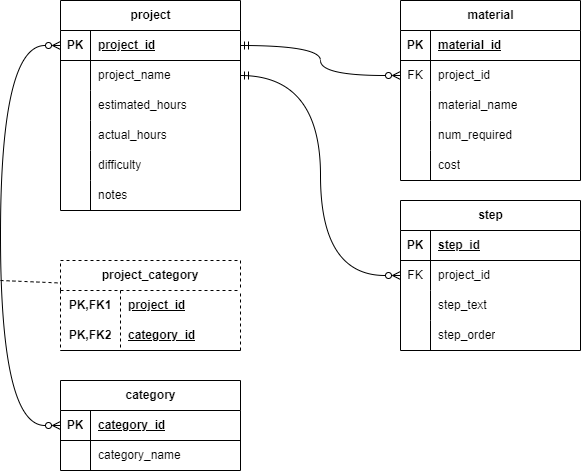 project
PK project_id
project_name
estimated_hours
actual_hours
difficulty
notes
material
PK material_id
FK project_id
material_name
num_required
cost
step
PK step_id
FK project_id
step_text
step_order
project_category
PK,FK1 project_id
PK,FK2 category_id
category
PK category_id
category_name